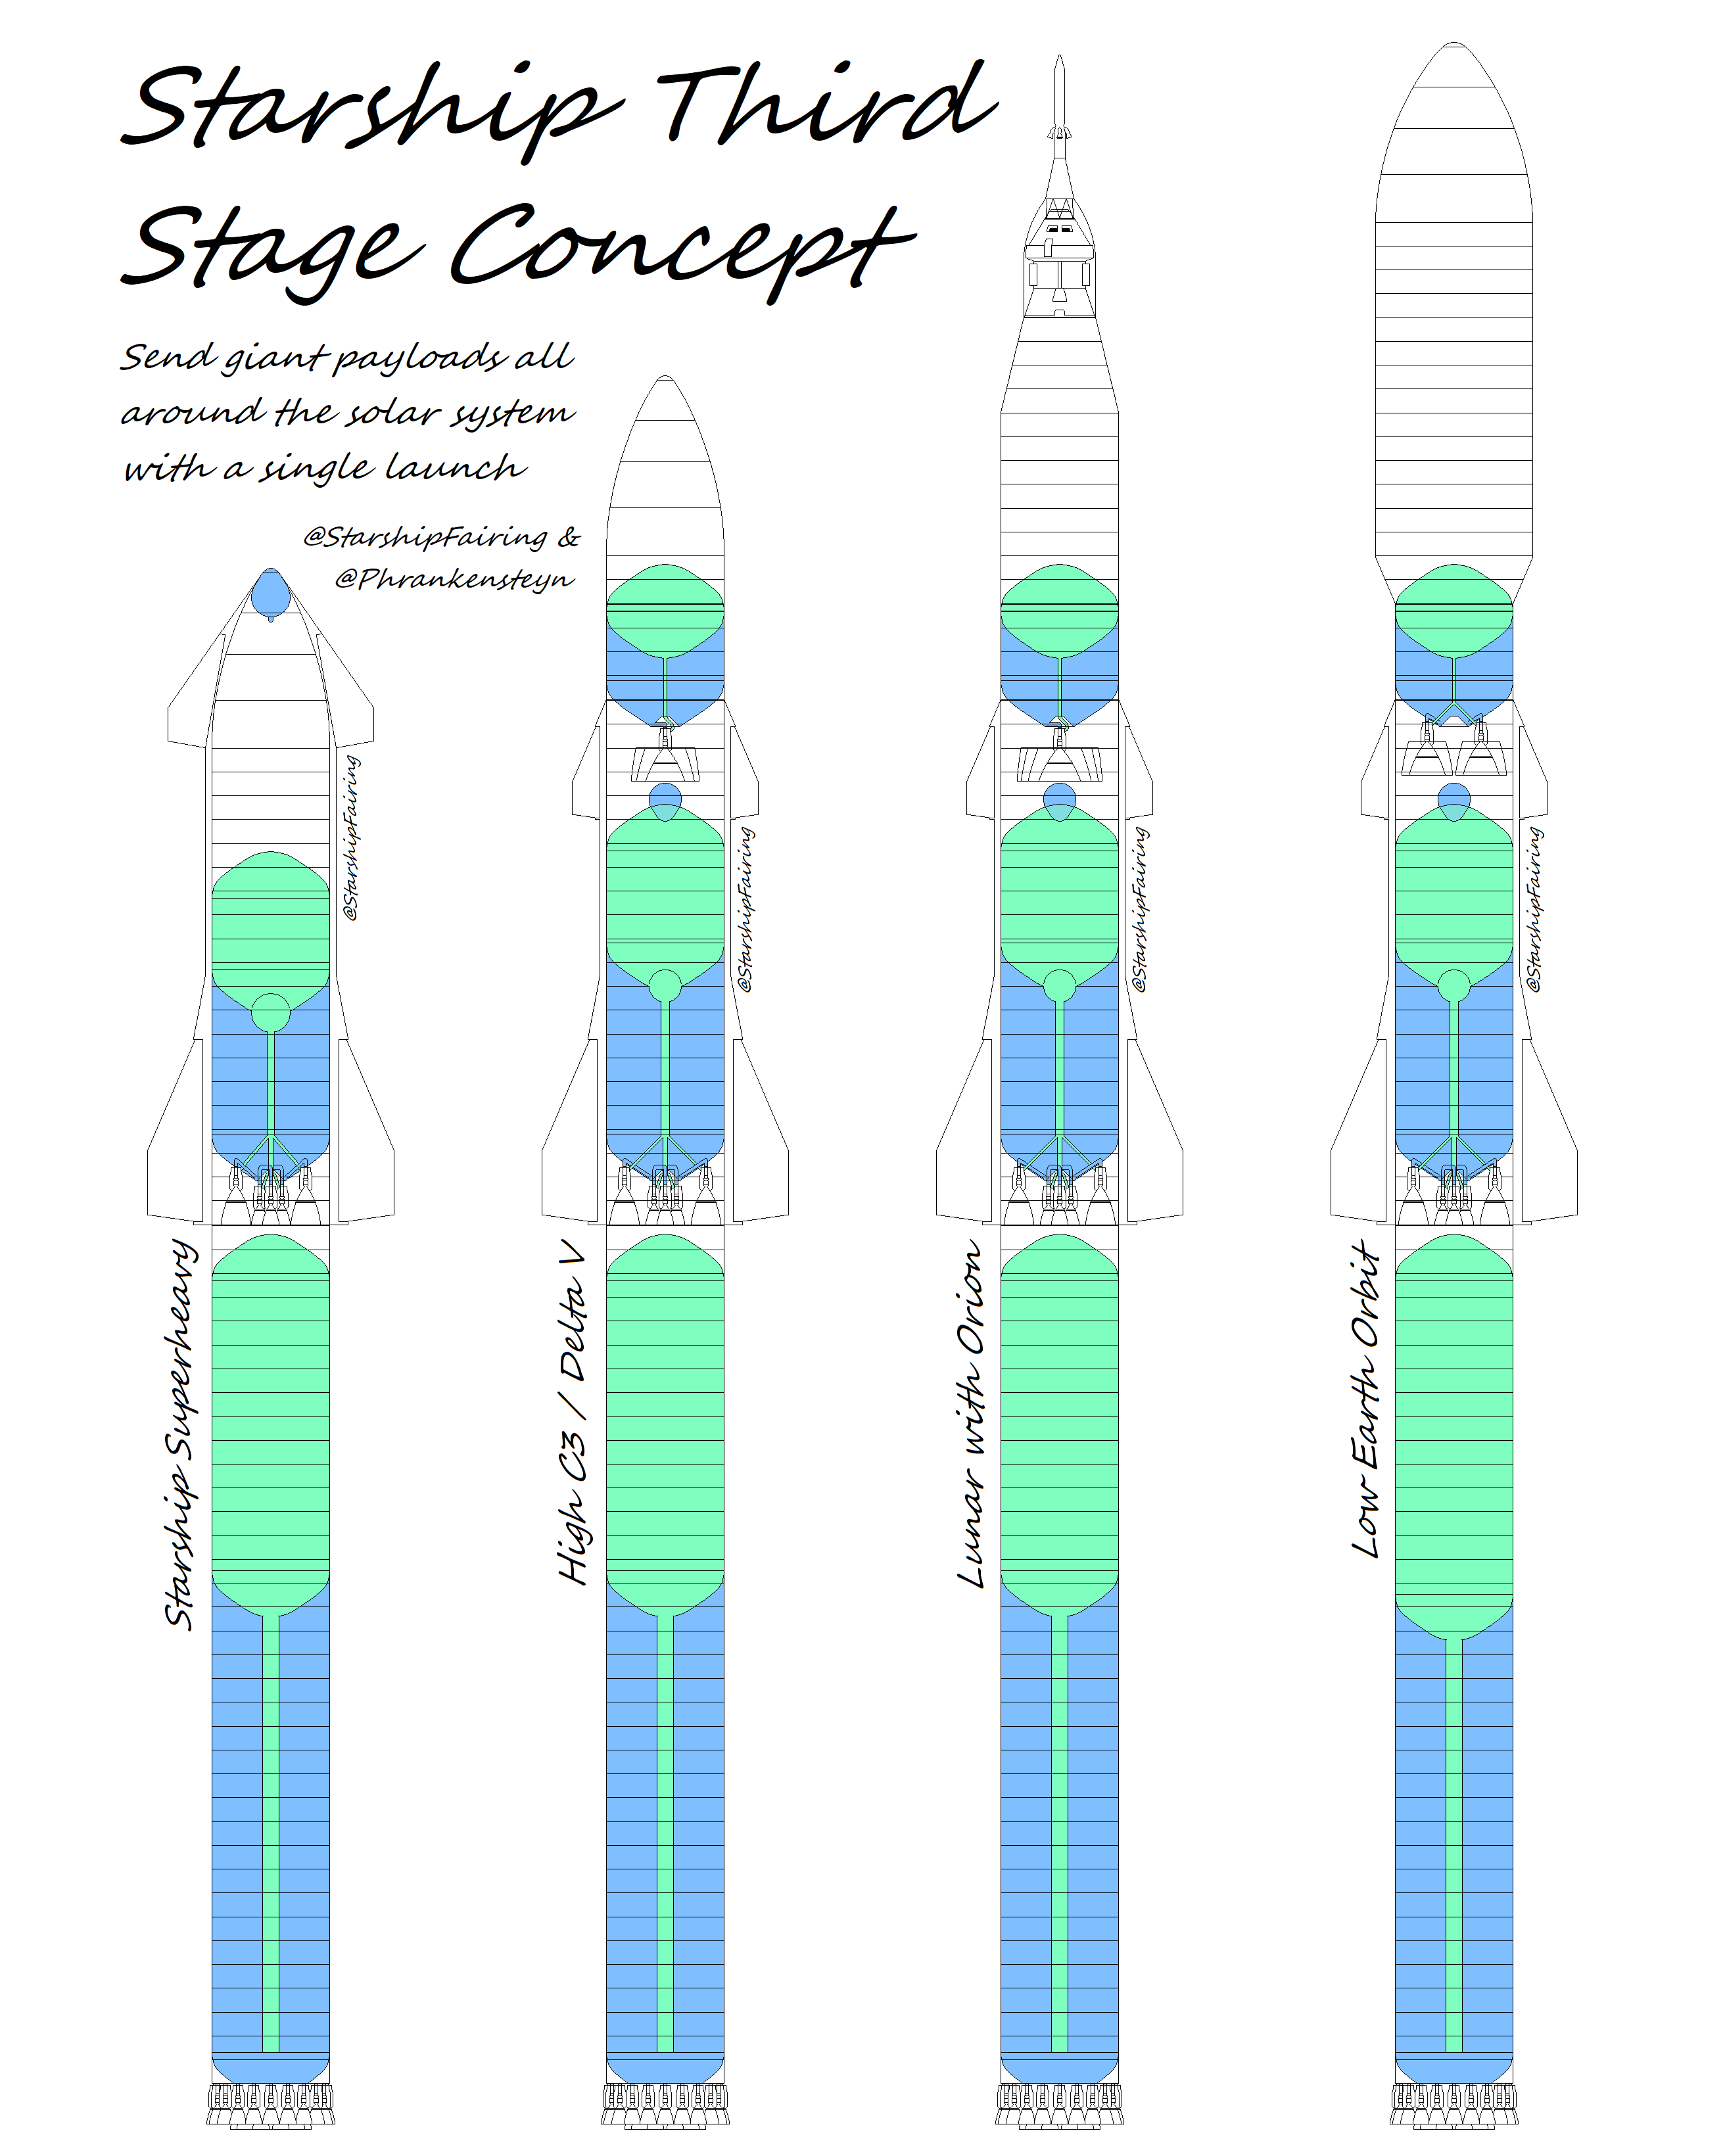 Starship Third
Stage Concept
Send giant payloads all
around the solar system
with a single launch
@StarshipFairing &
@Phrankensteyn
@StarshipFairing
@StarshipFairing
@StarshipFairing
@StarshipFairing
Starship Superheavy
High C3 / Delta V
Lunar with Orion
Low Earth Orbit